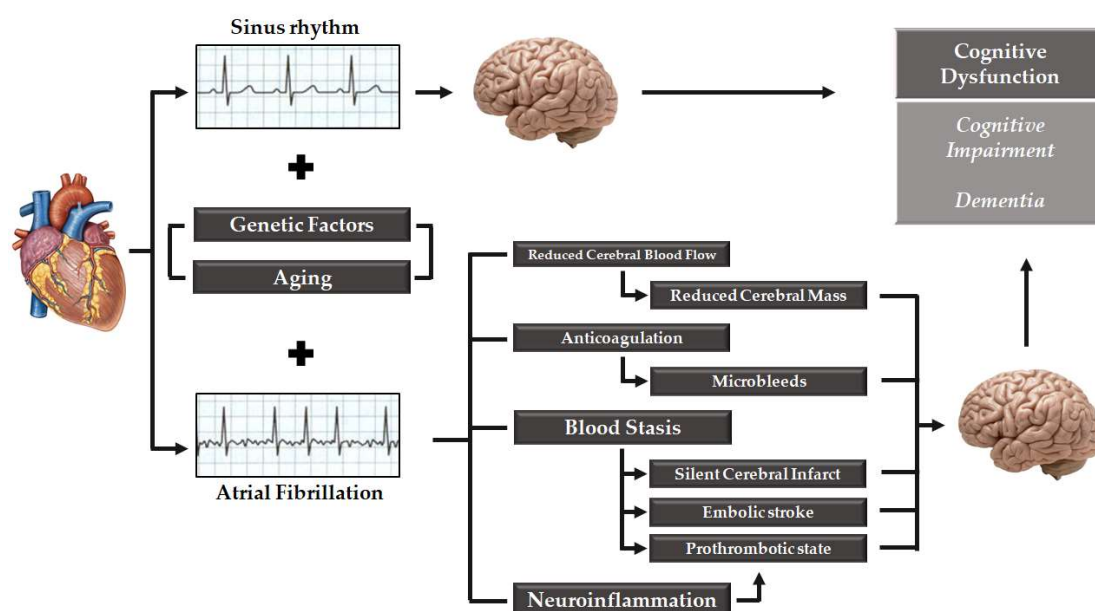 Sinus rhythm
Cognitive
Dysfunction
Cognitive
Impairment
Dementia
Genetic Factors
Aging
Reduced Cerebral Blood Flow
Reduced Cerebral Mass
Anticoagulation
Microbleeds
Blood Stasis
Silent Cerebral Infarct
Embolic stroke
Prothrombotic state
Neuroinflammation
Atrial Fibrillation